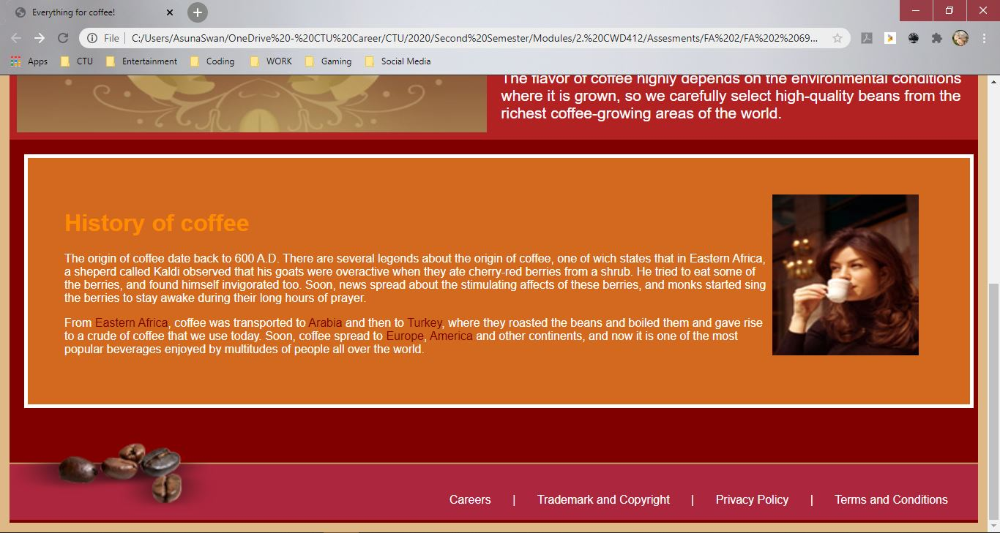 Everything for coffee!
File
C:/Users/AsunaSwan/OneDrive%20-%20CTU%20Career/CTU/2020/Second%20Semester/Modules/2.%20CWD412/Assesments/FA%202/FA%202%2069...
Apps CTU Entertainment Coding WORK Gaming Social Media
The flavor of coffee highly depends on the environmental conditions
where it is grown, so we carefully select high-quality beans from the
richest coffee-growing areas of the world.
History of coffee
The origin of coffee date back to 600 A.D. There are several legends about the origin of coffee, one of wich states that in Eastern Africa,
a sheperd called Kaldi observed that his goats were overactive when they ate cherry-red berries from a shrub. He tried to eat some of
the berries, and found himself invigorated too. Soon, news spread about the stimulating affects of these berries, and monks started sing
the berries to stay awake during their long hours of prayer.
From Eastern Africa, coffee was transported to Arabia and then to Turkey, where they roasted the beans and boiled them and gave rise
to a crude of coffee that we use today. Soon, coffee spread to Europe, America and other continents, and now it is one of the most
popular beverages enjoyed by multitudes of people all over the world.
Careers | Trademark and Copyright | Privacy Policy | Terms and Conditions